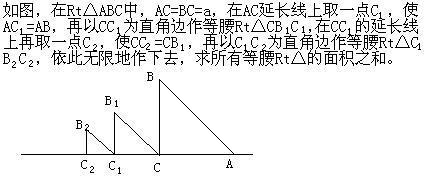 如图，在Rt△ABC中，AC=BC=a，在AC延长线上取一点C₁，使
AC₁=AB，再以CC₁为直角边作等腰Rt△CB₁C₁，在CC₁的延长线
上再取一点C₂，使CC₂=CB₁，再以C₁C₂为直角边作等腰Rt△C₁
B₂C₂，依此无限地作下去，求所有等腰Rt△的面积之和。
B
B₁
B₂
C₂ C₁ C A